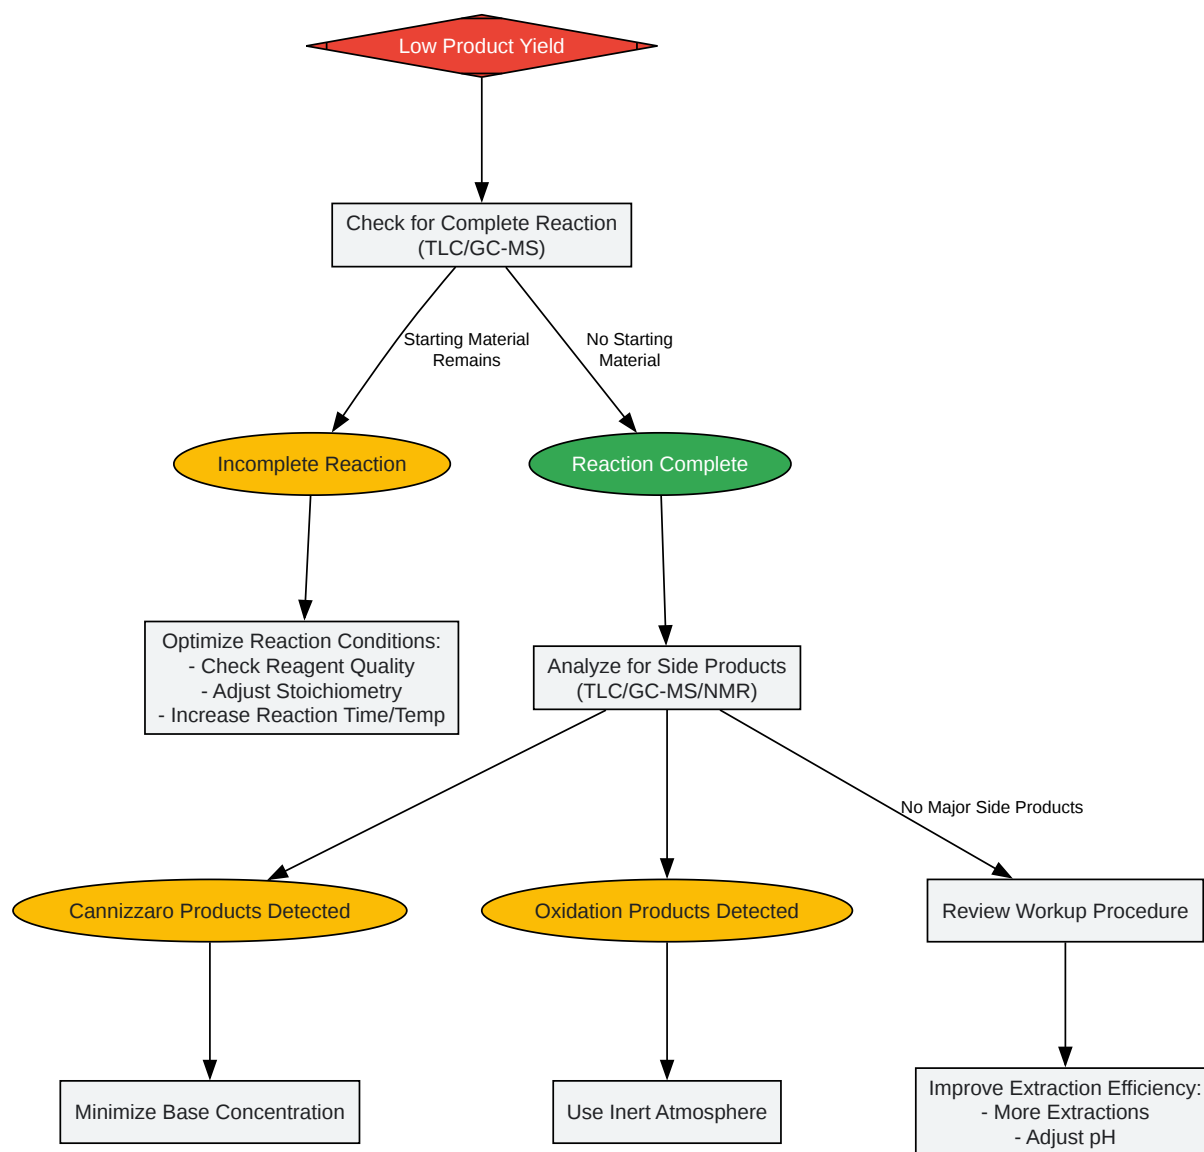 Low Product Yield
Check for Complete Reaction
(TLC/GC-MS)
Starting Material
Remains
No Starting
Material
Incomplete Reaction
Reaction Complete
Optimize Reaction Conditions:
- Check Reagent Quality
- Adjust Stoichiometry
- Increase Reaction Time/Temp
Analyze for Side Products
(TLC/GC-MS/NMR)
No Major Side Products
Cannizzaro Products Detected
Oxidation Products Detected
Review Workup Procedure
Minimize Base Concentration
Use Inert Atmosphere
Improve Extraction Efficiency:
- More Extractions
- Adjust pH